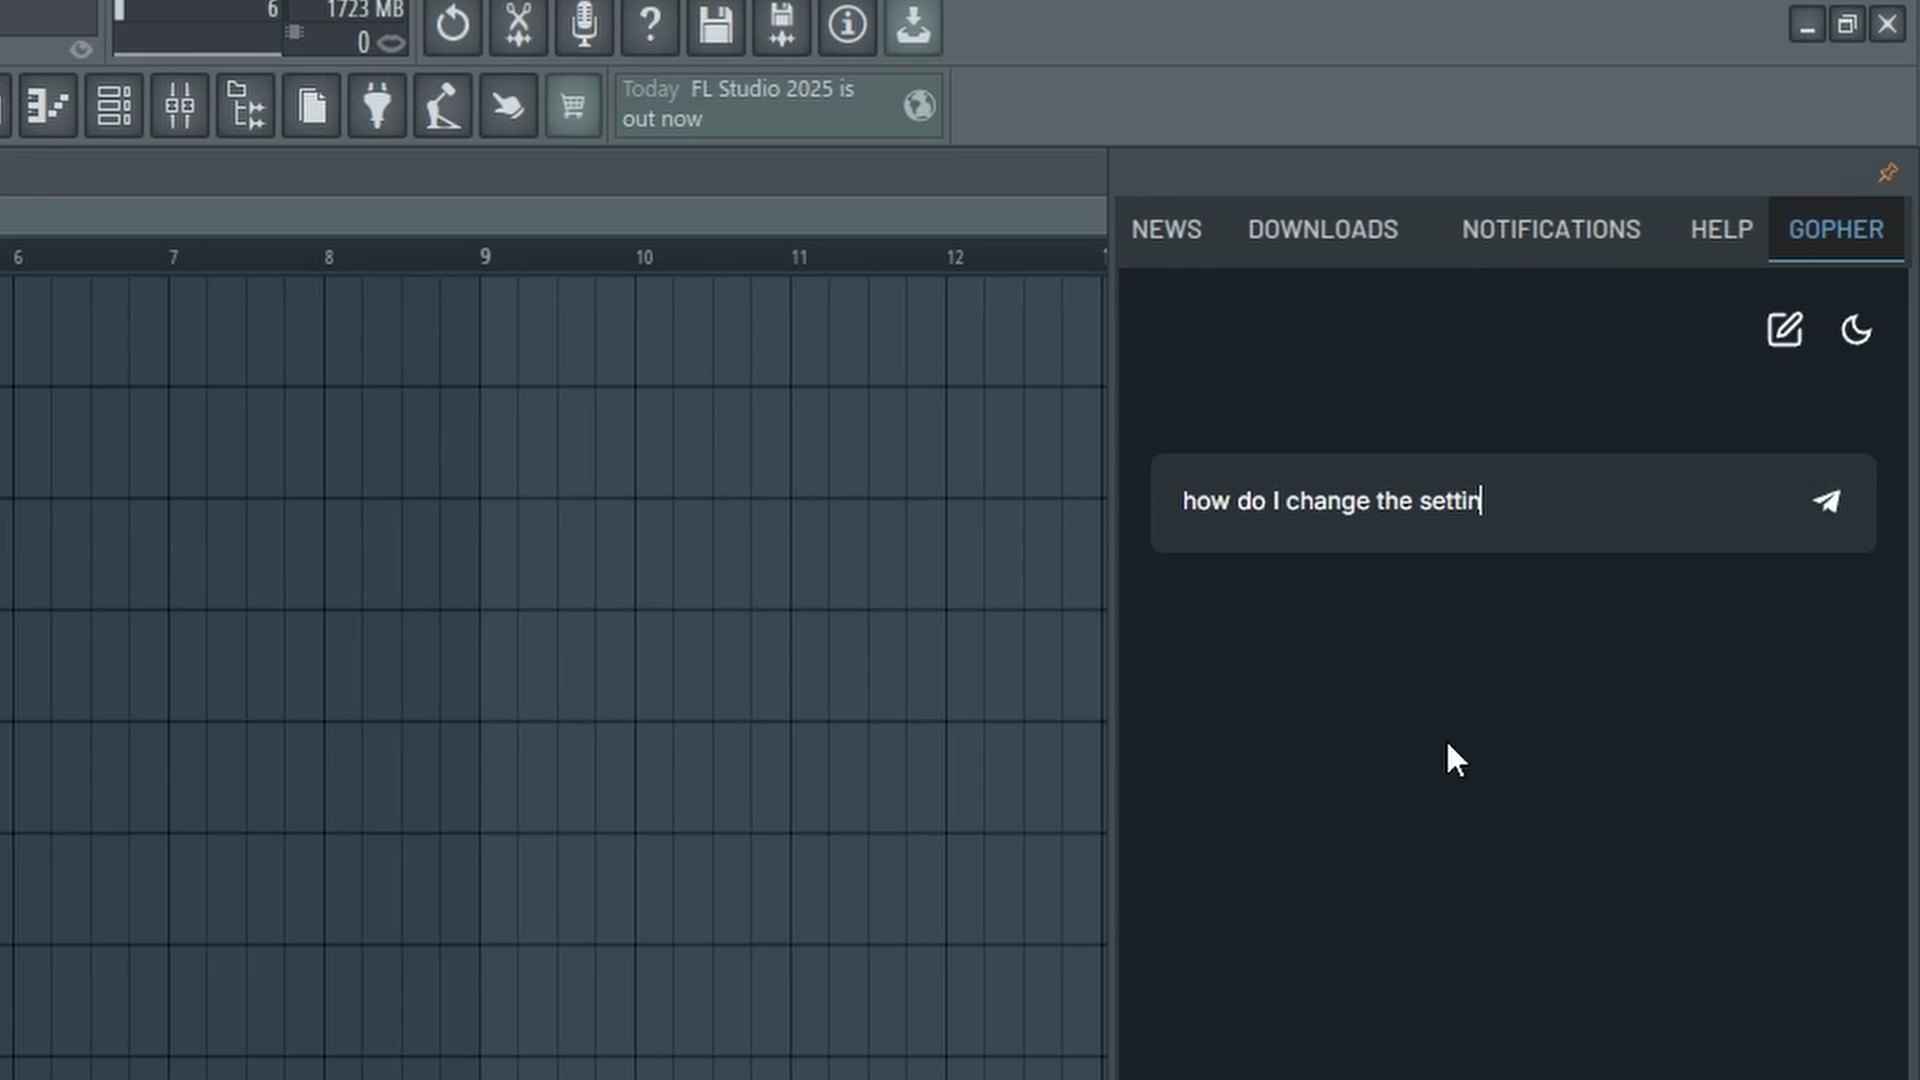 6
1723 MB
0
Today FL Studio 2025 is
out now
NEWS
DOWNLOADS
NOTIFICATIONS
HELP
GOPHER
6
7
8
9
10
11
12
how do I change the settin